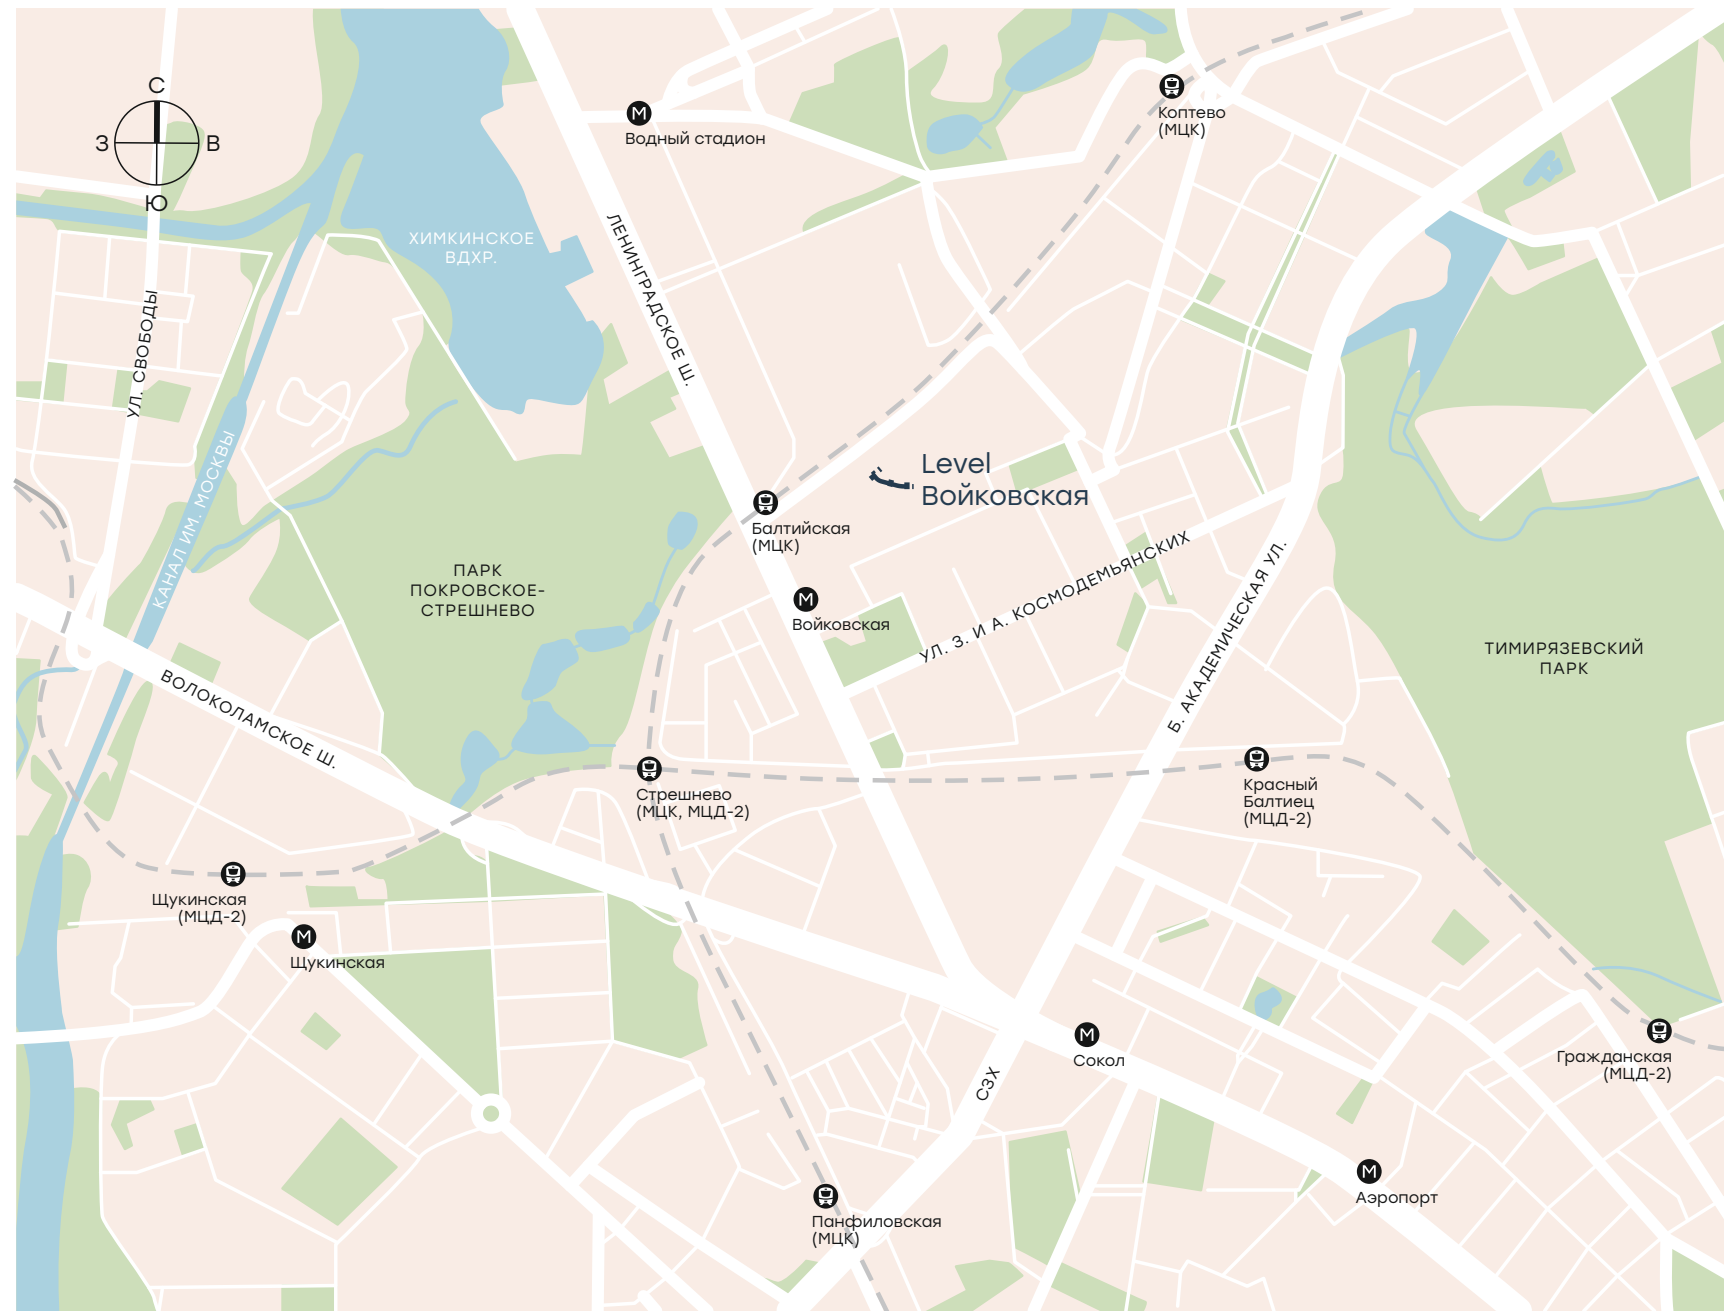 С
З
В
Ю
Водный стадион
Коптево
(МЦК)
ХИМКИНСКОЕ
ВДХР.
ЛЕНИНГРАДСКОЕ Ш.
УЛ. СВОБОДЫ
КАНАЛ ИМ. МОСКВЫ
Level
Войковская
Балтийская
(МЦК)
ПАРК
ПОКРОВСКОЕ-
СТРЕШНЕВО
Войковская
УЛ. З. И А. КОСМОДЕМЬЯНСКИХ
Б. АКАДЕМИЧЕСКАЯ УЛ.
ТИМИРЯЗЕВСКИЙ
ПАРК
ВОЛОКОЛАМСКОЕ Ш.
Стрешнево
(МЦК, МЦД-2)
Красный
Балтиец
(МЦД-2)
Щукинская
(МЦД-2)
Щукинская
Сокол
СЗХ
Гражданская
(МЦД-2)
Аэропорт
Панфиловская
(МЦК)